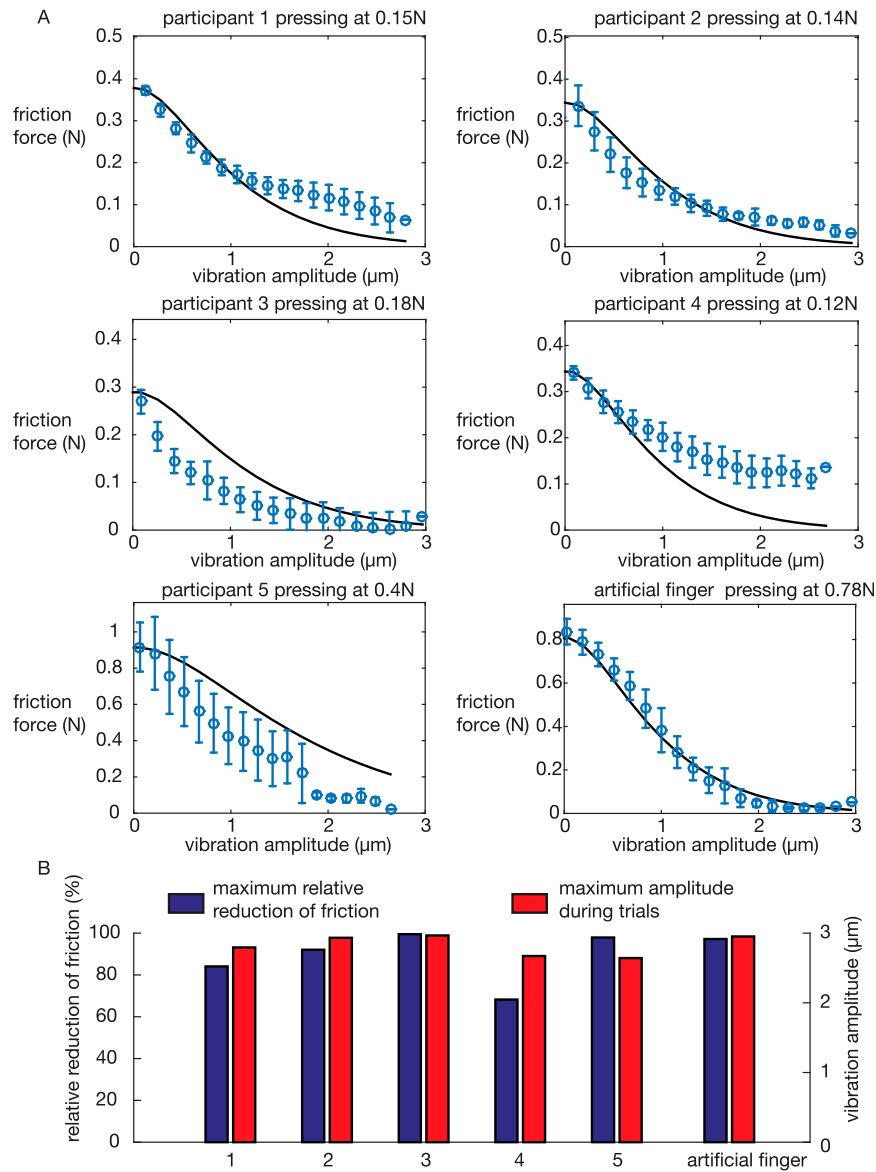 A
participant 1 pressing at 0.15N
participant 2 pressing at 0.14N
0.5
0.4
0.3
0.2
0.1
0
friction
force (N)
0
1
2
3
vibration amplitude (μm)
0.5
0.4
0.3
0.2
0.1
0
friction
force (N)
0
1
2
3
vibration amplitude (μm)
participant 3 pressing at 0.18N
participant 4 pressing at 0.12N
0.4
0.3
0.2
0.1
0
friction
force (N)
0
1
2
3
vibration amplitude (μm)
0.4
0.3
0.2
0.1
0
friction
force (N)
0
1
2
3
vibration amplitude (μm)
participant 5 pressing at 0.4N
artificial finger pressing at 0.78N
1
0.8
0.6
0.4
0.2
0
friction
force (N)
0
1
2
3
vibration amplitude (μm)
0.8
0.6
0.4
0.2
0
friction
force (N)
0
1
2
3
vibration amplitude (μm)
B
maximum relative
reduction of friction
maximum amplitude
during trials
relative reduction of friction (%)
100
80
60
40
20
0
3
2
1
0
vibration amplitude (μm)
1
2
3
4
5
artificial finger